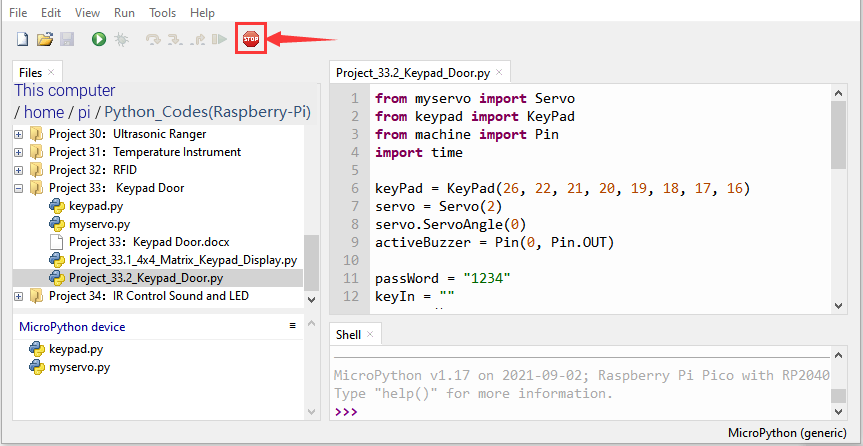 File Edit View Run Tools Help
STOP
Files
This computer
/ home / pi / Python_Codes(Raspberry-Pi)
Project 30：Ultrasonic Ranger
Project 31：Temperature Instrument
Project 32：RFID
Project 33： Keypad Door
keypad.py
myservo.py
Project 33：Keypad Door.docx
Project_33.1_4x4_Matrix_Keypad_Display.py
Project_33.2_Keypad_Door.py
Project 34：IR Control Sound and LED
MicroPython device
keypad.py
myservo.py
Project_33.2_Keypad_Door.py
1 from myservo import Servo
2 from keypad import KeyPad
3 from machine import Pin
4 import time
5
6 keyPad = KeyPad(26, 22, 21, 20, 19, 18, 17, 16)
7 servo = Servo(2)
8 servo.ServoAngle(0)
9 activeBuzzer = Pin(0, Pin.OUT)
10
11 passWord = "1234"
12 keyIn = ""
Shell
MicroPython v1.17 on 2021-09-02; Raspberry Pi Pico with RP2040
Type "help()" for more information.
>>>
MicroPython (generic)